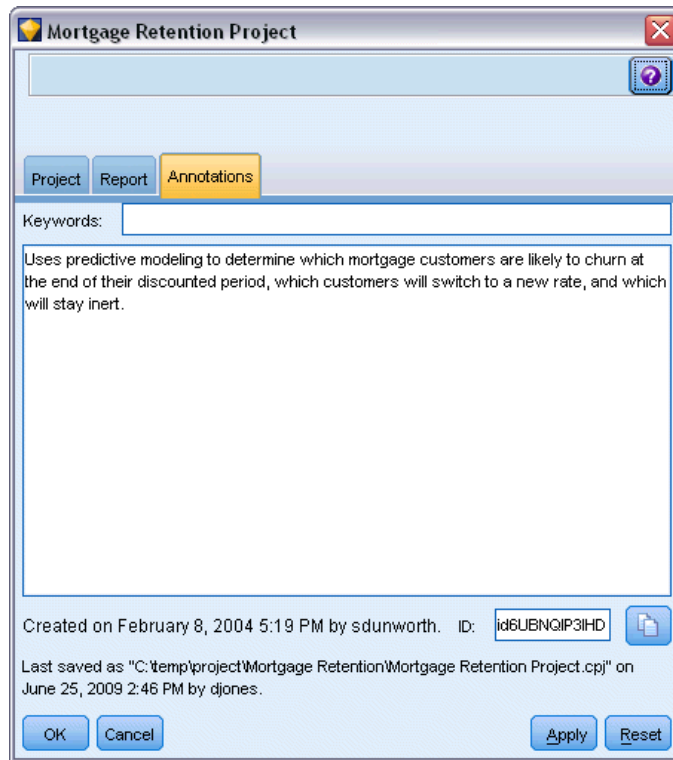 Mortgage Retention Project
Project Report Annotations
Keywords:
Uses predictive modeling to determine which mortgage customers are likely to churn at
the end of their discounted period, which customers will switch to a new rate, and which
will stay inert.
Created on February 8, 2004 5:19 PM by sdunworth. ID: id6UBNQIP3IHD
Last saved as "C:\temp\project\Mortgage Retention\Mortgage Retention Project.cpj" on
June 25, 2009 2:46 PM by djones.
OK Cancel Apply Reset